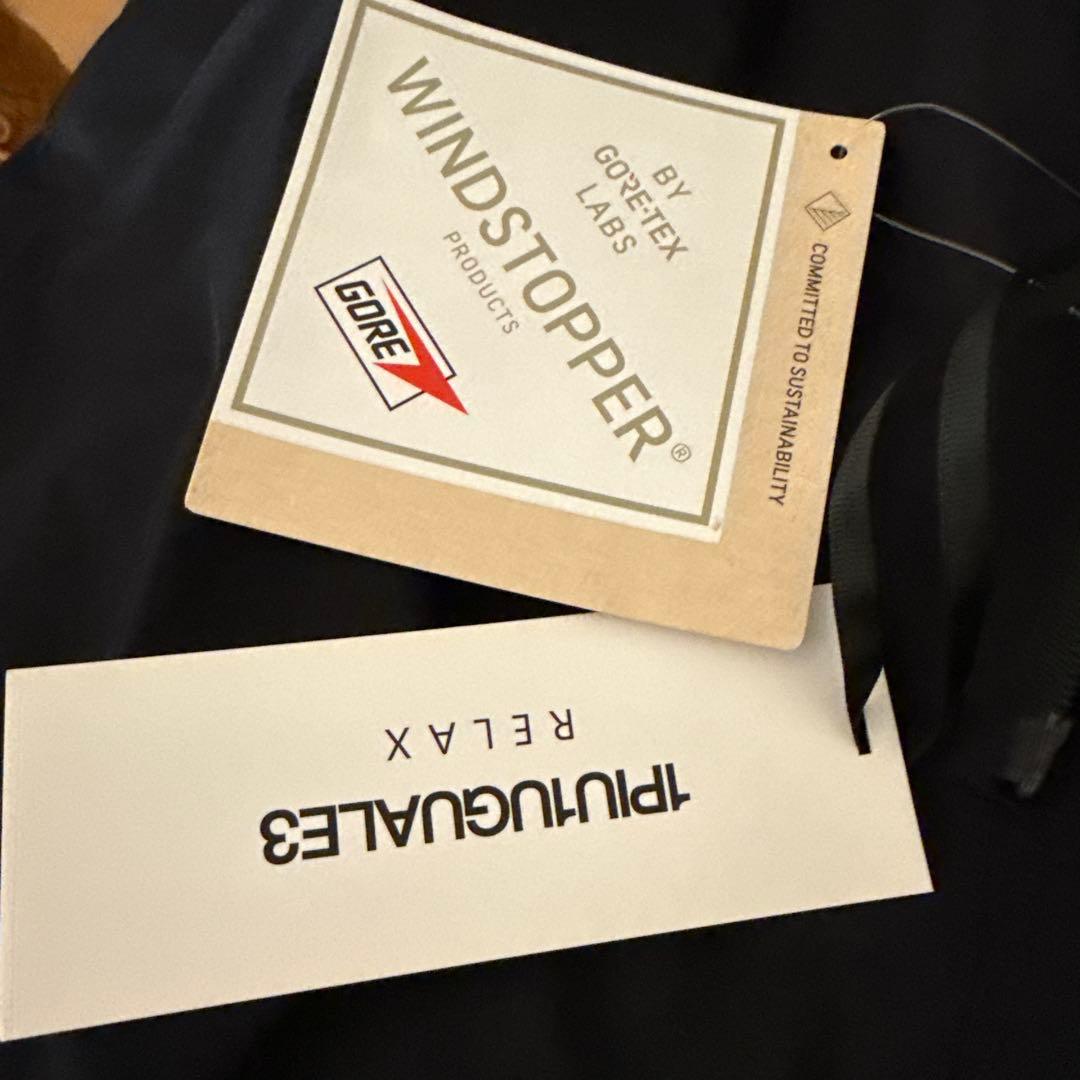 WINDSTOPPER®
PRODUCTS
BY
GORE-TEX
LABS
GORE
COMMITTED TO SUSTAINABILITY
1PIU1UGUALE3
RELAX